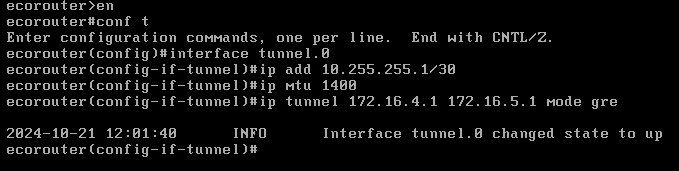 ecorouter>en
ecorouter#conf t
Enter configuration commands, one per line.  End with CNTL/Z.
ecorouter(config)#interface tunnel.0
ecorouter(config-if-tunnel)#ip add 10.255.255.1/30
ecorouter(config-if-tunnel)#ip mtu 1400
ecorouter(config-if-tunnel)#ip tunnel 172.16.4.1 172.16.5.1 mode gre
2024-10-21 12:01:40      INFO      Interface tunnel.0 changed state to up
ecorouter(config-if-tunnel)#